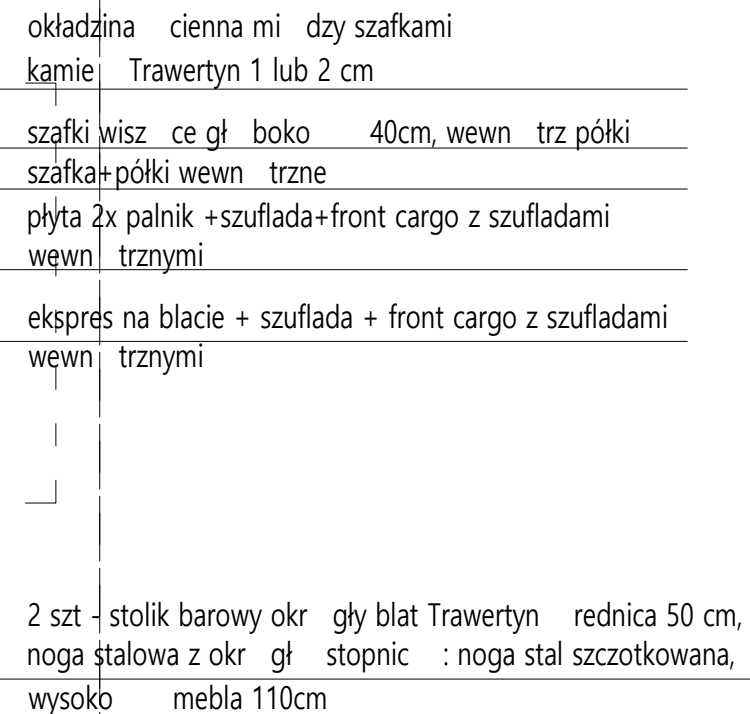 okładzina cienna mi dzy szafkami
kamie Trawertyn 1 lub 2 cm
szafki wisz ce gł boko 40cm, wewn trz półki
szafka+półki wewn trzne
płyta 2x palnik +szuflada+front cargo z szufladami
wewn trznymi
ekspres na blacie + szuflada + front cargo z szufladami
wewn trznymi
2 szt - stolik barowy okr gły blat Trawertyn rednica 50 cm,
noga stalowa z okr gł stopnic : noga stal szczotkowana,
wysoko mebla 110cm